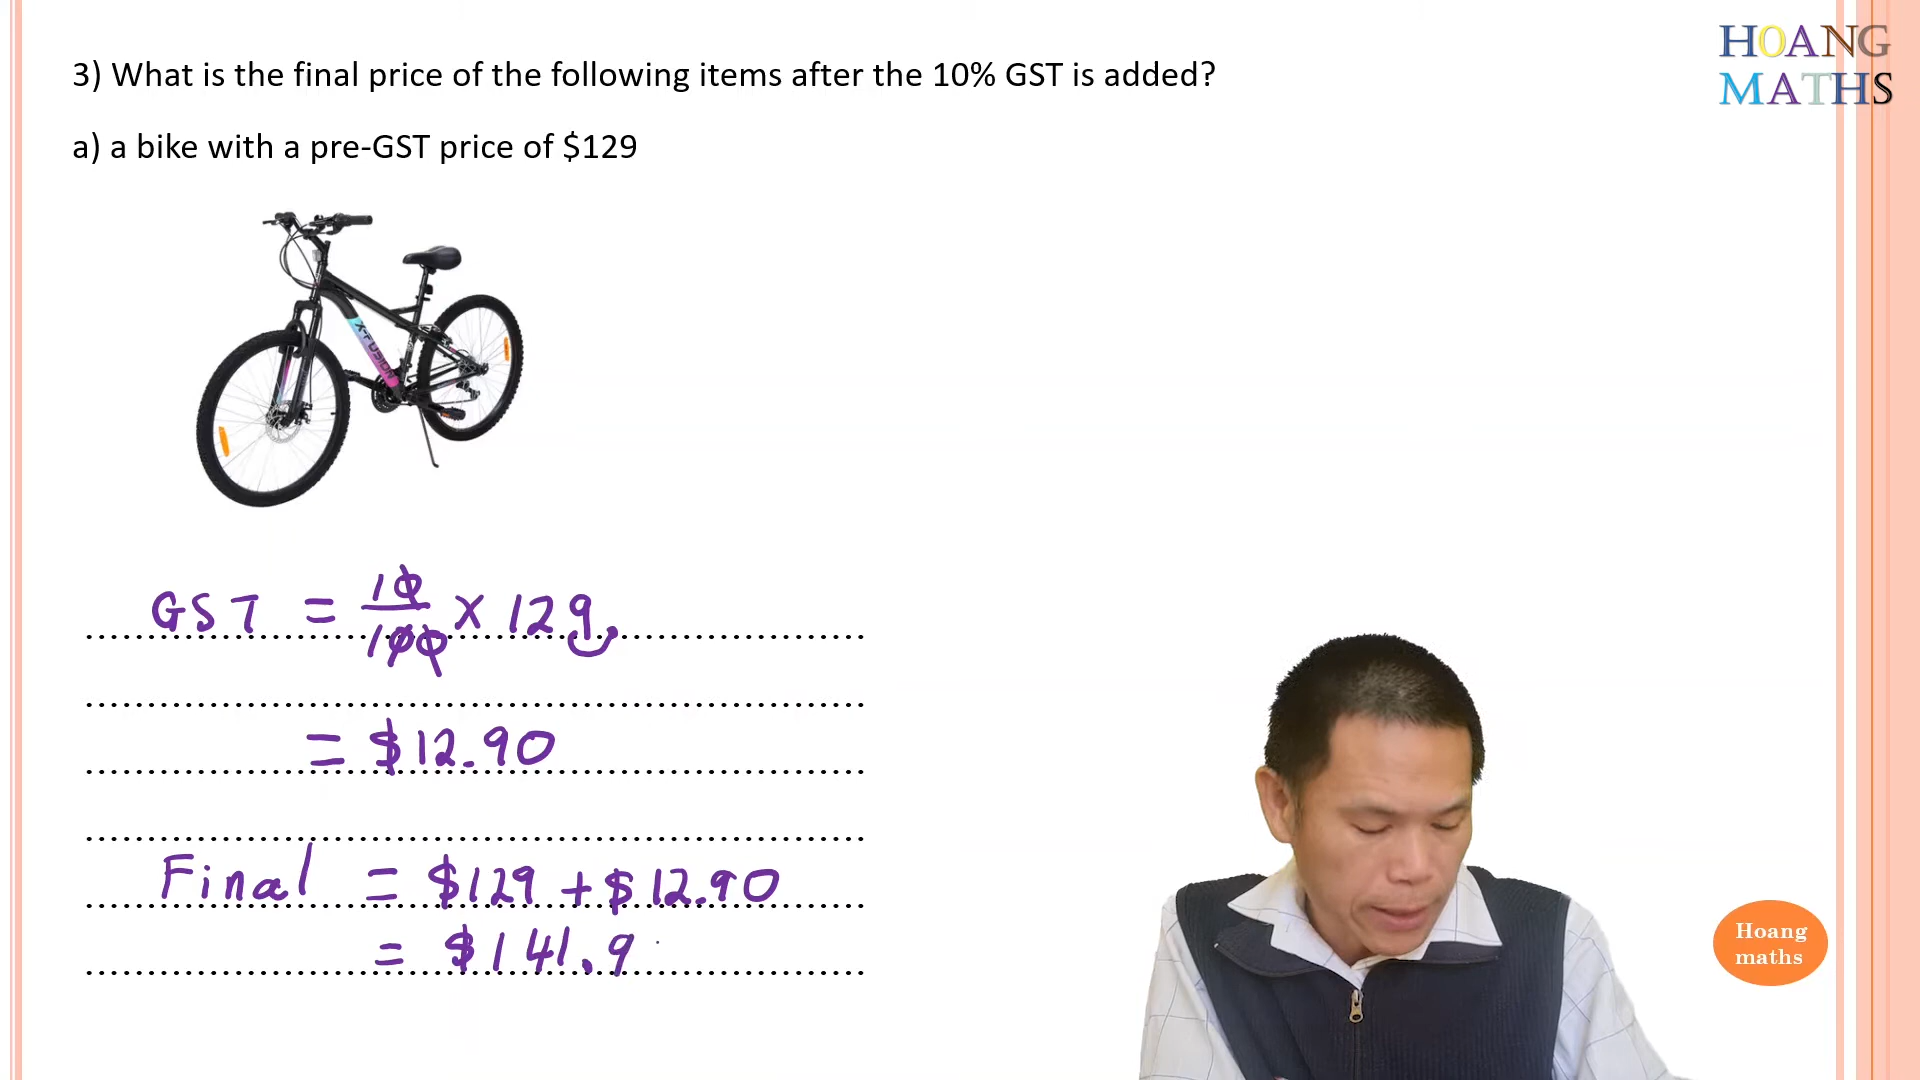 HOANG
MATHS
3) What is the final price of the following items after the 10% GST is added?
a) a bike with a pre-GST price of $129
X-FUSION
GST = 10/100 × 129.
= $12.90
Final = $129 + $12.90
= $141.9
Hoang
maths